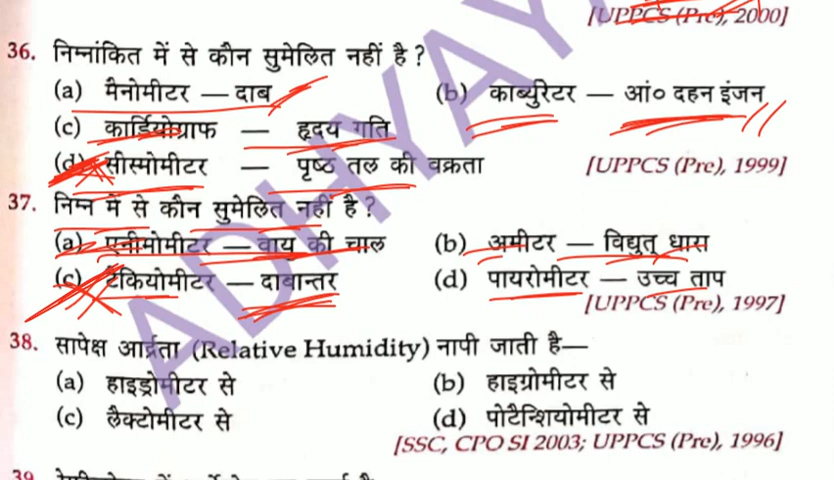 [UPPCS (Pre), 2000]
36. निम्नांकित में से कौन सुमेलित नहीं है ?
(a) मैनोमीटर — दाब (b) कार्ब्युरेटर — आं० दहन इंजन
(c) कार्डियोग्राफ — हृदय गति
(d) सीस्मोमीटर — पृष्ठ तल की वक्रता [UPPCS (Pre), 1999]
37. निम्न में से कौन सुमेलित नहीं है ?
(a) एनीमोमीटर — वायु की चाल (b) अमीटर — विद्युत् धारा
(c) टैकियोमीटर — दाबान्तर (d) पायरोमीटर — उच्च ताप
[UPPCS (Pre), 1997]
38. सापेक्ष आर्द्रता (Relative Humidity) नापी जाती है—
(a) हाइड्रोमीटर से (b) हाइग्रोमीटर से
(c) लैक्टोमीटर से (d) पोटैन्शियोमीटर से
[SSC, CPO SI 2003; UPPCS (Pre), 1996]
39.